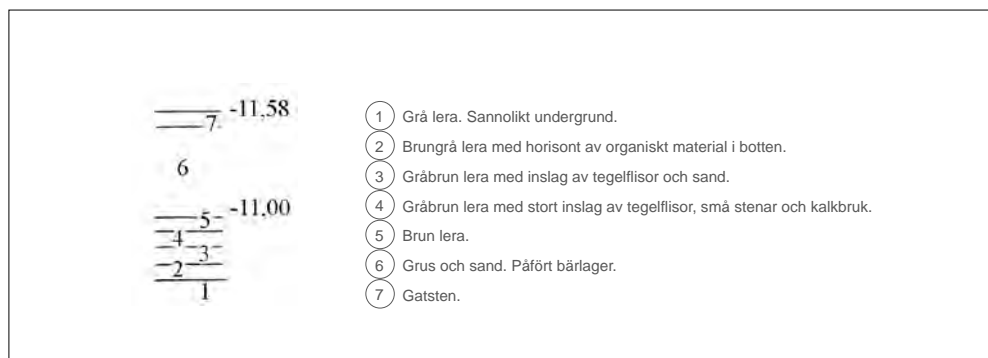 -11,58
7
6
-11,00
5
4
3
2
1
1 Grå lera. Sannolikt undergrund.
2 Brungrå lera med horisont av organiskt material i botten.
3 Gråbrun lera med inslag av tegelflisor och sand.
4 Gråbrun lera med stort inslag av tegelflisor, små stenar och kalkbruk.
5 Brun lera.
6 Grus och sand. Påfört bärlager.
7 Gatsten.